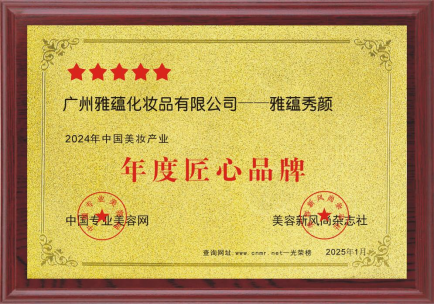 广州雅蕴化妆品有限公司——雅蕴秀颜
2024年中国美妆产业
年度匠心品牌
中国专业美容网
美容新风尚杂志社
查询网址:www.cnmr.net—光荣榜
2025年1月